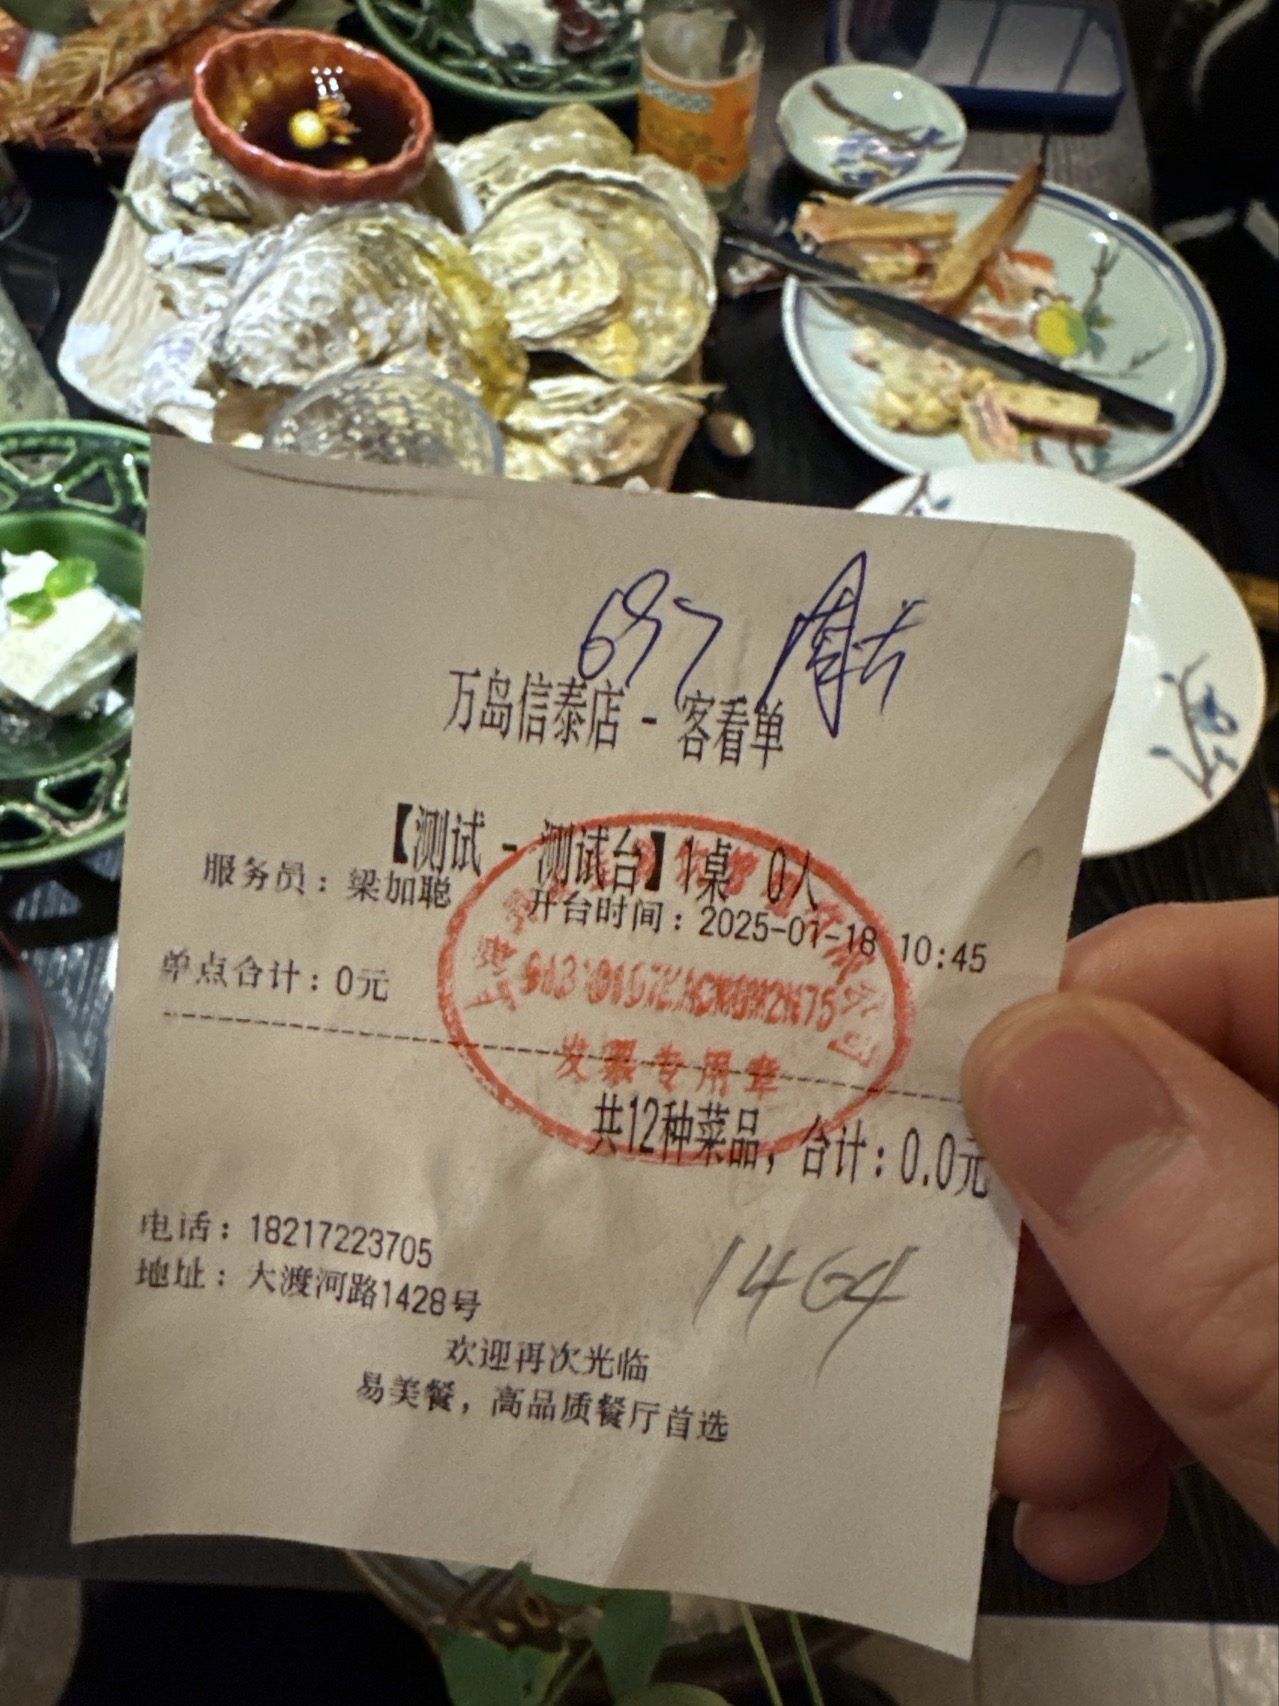 697
万岛信泰店 - 客看单
【测试 - 测试台】1桌 0人
服务员：梁加聪 开台时间：2025-01-18 10:45
单点合计：0元
发票专用章
共12种菜品，合计：0.0元
电话：18217223705
地址：大渡河路1428号
1464
欢迎再次光临
易美餐，高品质餐厅首选